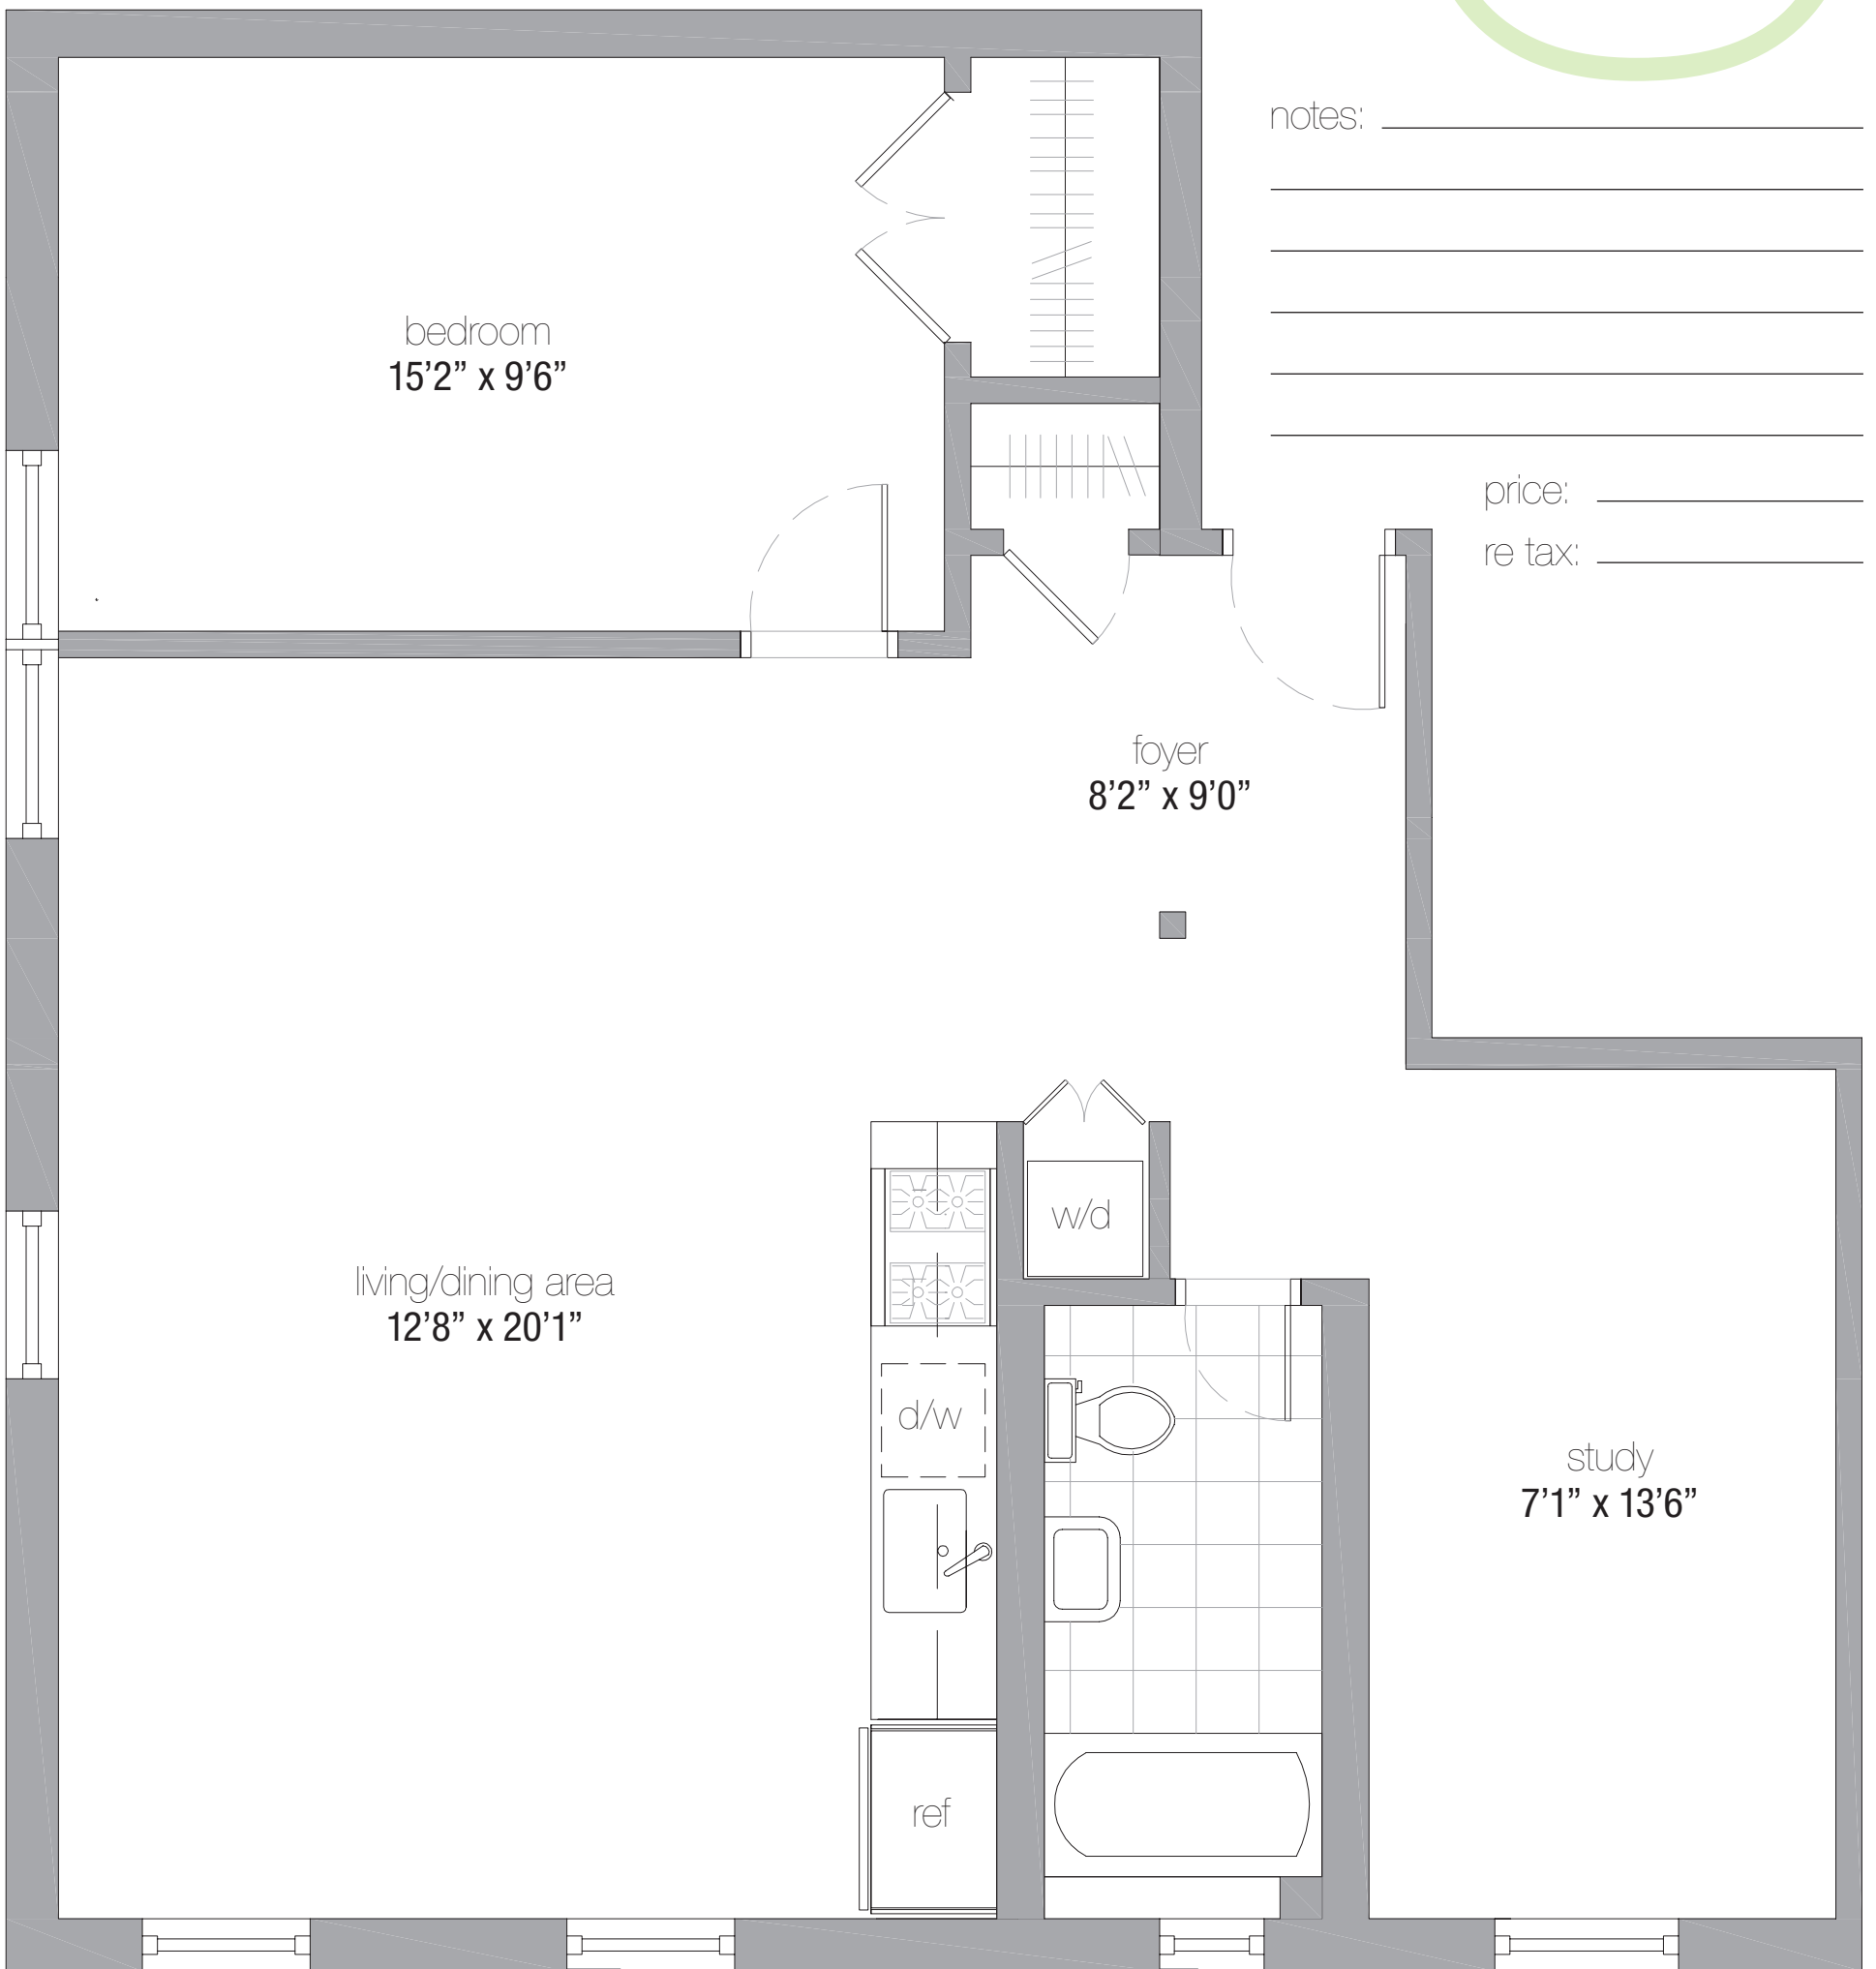 notes:
bedroom
15’2” x 9’6”
price:
re tax:
foyer
8’2” x 9’0”
w/d
living/dining area
12’8” x 20’1”
d/w
study
7’1” x 13’6”
ref